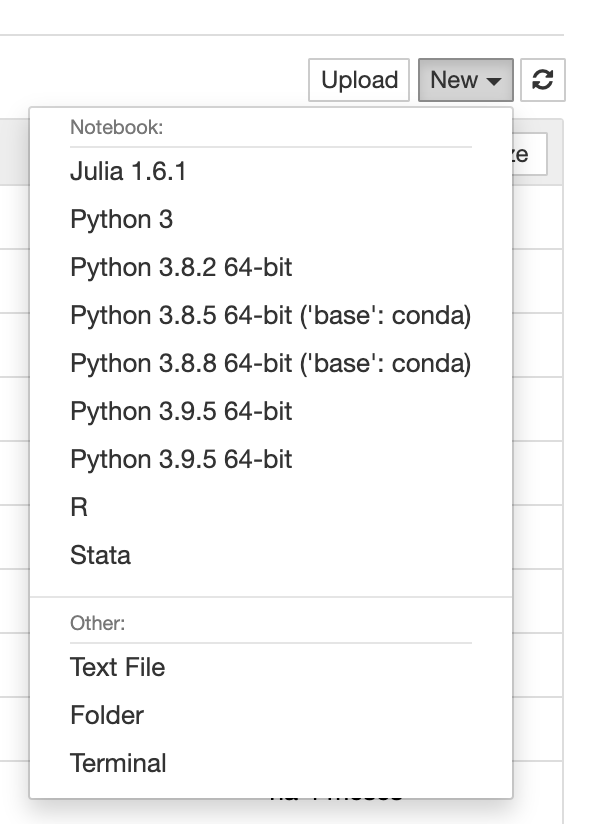 Upload New
Notebook:
ze
Julia 1.6.1
Python 3
Python 3.8.2 64-bit
Python 3.8.5 64-bit ('base': conda)
Python 3.8.8 64-bit ('base': conda)
Python 3.9.5 64-bit
Python 3.9.5 64-bit
R
Stata
Other:
Text File
Folder
Terminal